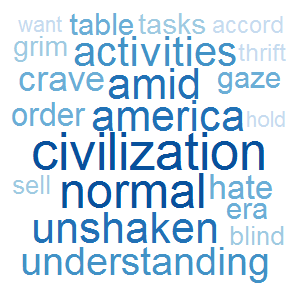 want table tasks accord
grim activities thrift
crave amid gaze
order america hold
civilization
sell normal hate
era
unshaken blind
understanding